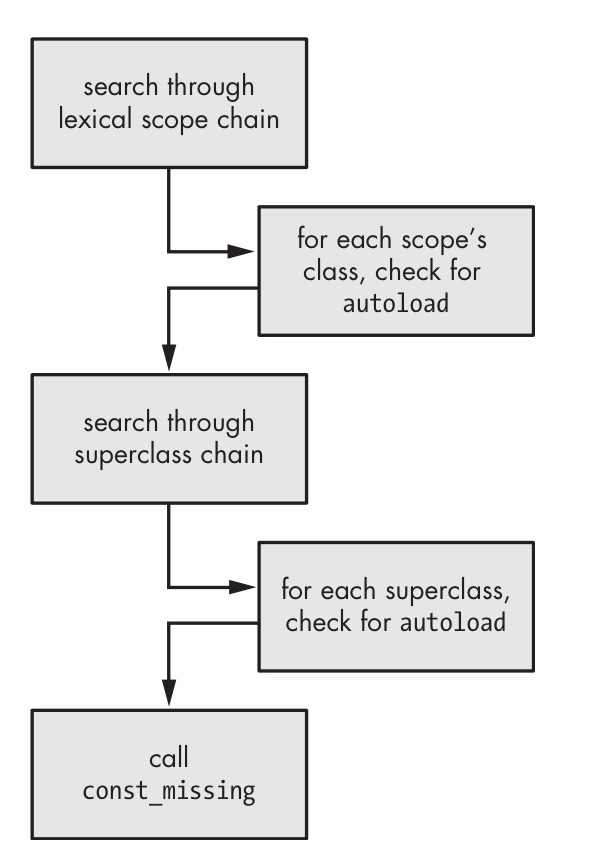 search through
lexical scope chain
for each scope’s
class, check for
autoload
search through
superclass chain
for each superclass,
check for autoload
call
const_missing